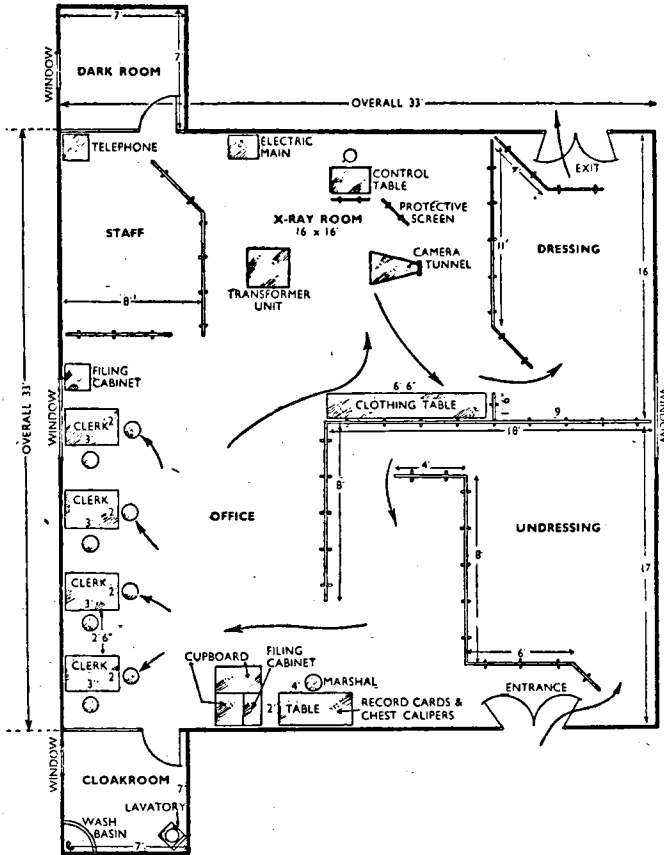 7'
WINDOW
DARK ROOM
7'
OVERALL 33'
TELEPHONE
ELECTRIC
MAIN
CONTROL
TABLE
EXIT
STAFF
X-RAY ROOM
16 x 16'
PROTECTIVE
SCREEN
DRESSING
11'
8'
TRANSFORMER
UNIT
CAMERA
TUNNEL
16
OVERALL 33'
WINDOW
FILING
CABINET
6' 6"
CLOTHING TABLE
1' 6"
9
18'
WINDOW
CLERK
2'
3'
8'
4'
CLERK
2'
3'
OFFICE
UNDRESSING
8'
17
CLERK
2'
3'
2' 6"
CLERK
2'
3'
6'
CUPBOARD
FILING
CABINET
4'
MARSHAL
2'
TABLE
RECORD CARDS &
CHEST CALIPERS
ENTRANCE
WINDOW
CLOAKROOM
7'
LAVATORY
WASH
BASIN
7'